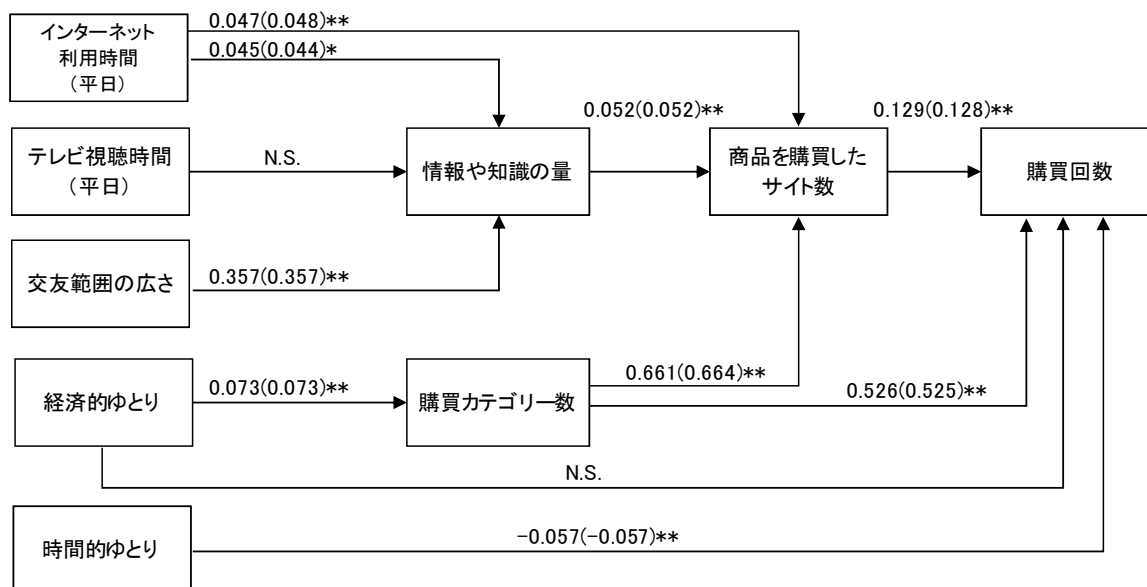 インターネット
利用時間
(平日)
0.047(0.048)**
0.045(0.044)*
テレビ視聴時間
(平日)
N.S.
情報や知識の量
0.052(0.052)**
商品を購買した
サイト数
0.129(0.128)**
購買回数
交友範囲の広さ
0.357(0.357)**
経済的ゆとり
0.073(0.073)**
購買カテゴリー数
0.661(0.664)**
0.526(0.525)**
N.S.
時間的ゆとり
-0.057(-0.057)**